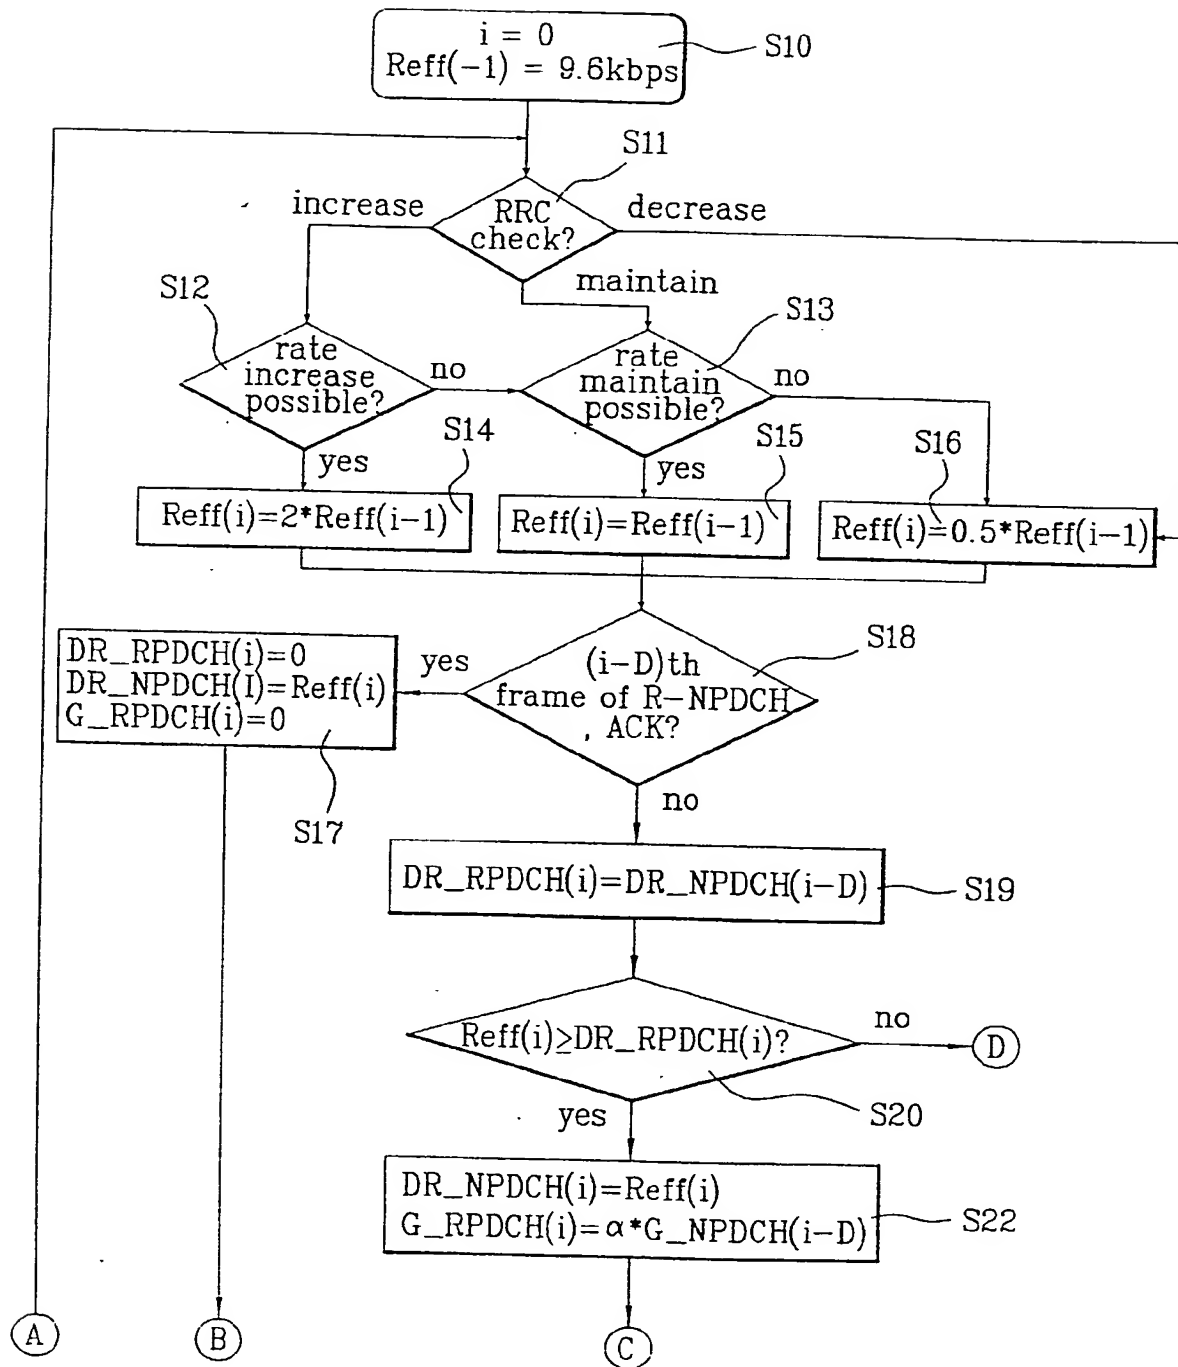 i = 0
Reff(-1) = 9.6kbps
S10
S11
increase
RRC
check?
decrease
maintain
S12
S13
rate
increase
possible?
no
rate
maintain
possible?
no
S14
yes
S15
yes
S16
Reff(i)=2*Reff(i-1)
Reff(i)=Reff(i-1)
Reff(i)=0.5*Reff(i-1)
S18
DR_RPDCH(i)=0
DR_NPDCH(I)=Reff(i)
G_RPDCH(i)=0
yes
(i-D)th
frame of R-NPDCH
, ACK?
S17
no
DR_RPDCH(i)=DR_NPDCH(i-D)
S19
Reff(i)≥DR_RPDCH(i)?
no
D
S20
yes
DR_NPDCH(i)=Reff(i)
G_RPDCH(i)=α*G_NPDCH(i-D)
S22
A
B
C